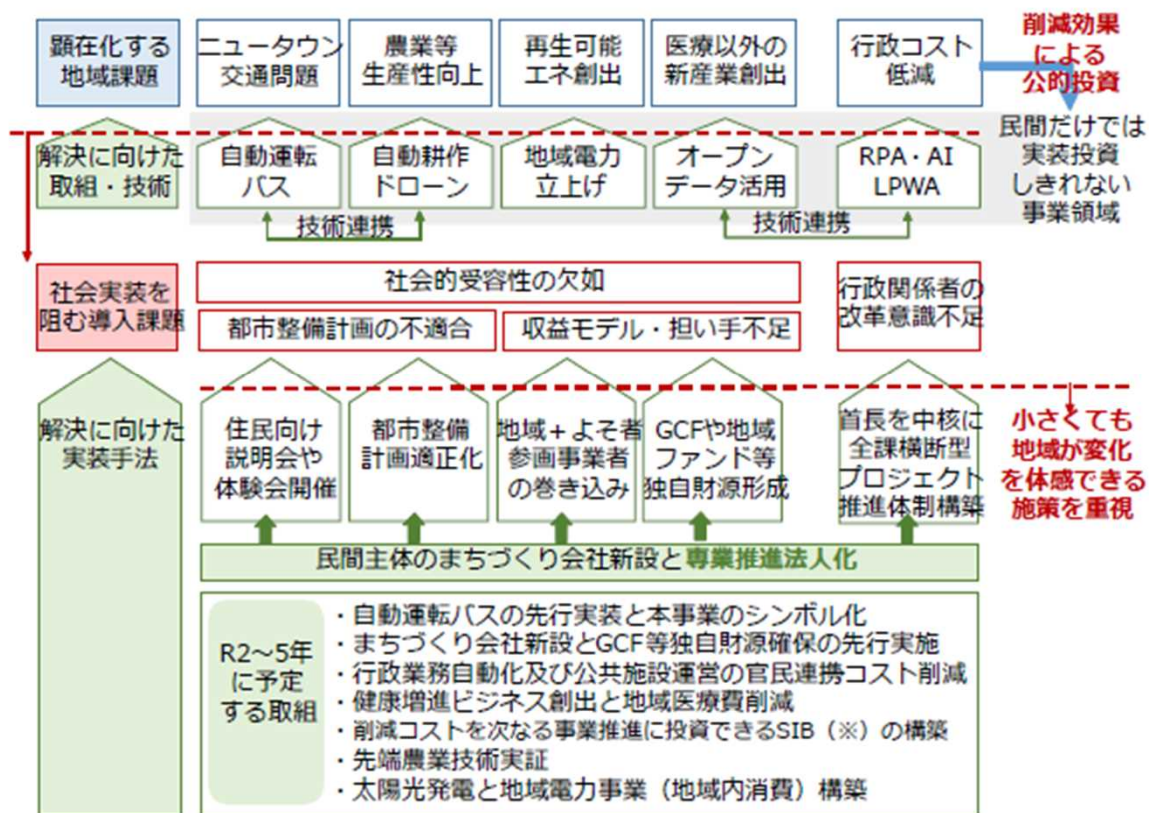 顕在化する
地域課題
ニュータウン
交通問題
農業等
生産性向上
再生可能
エネ創出
医療以外の
新産業創出
行政コスト
低減
削減効果
による
公的投資
解決に向けた
取組・技術
自動運転
バス
自動耕作
ドローン
地域電力
立上げ
オープン
データ活用
RPA・AI
LPWA
民間だけでは
実装投資
しきれない
事業領域
技術連携
技術連携
社会実装を
阻む導入課題
社会的受容性の欠如
都市整備計画の不適合
収益モデル・担い手不足
行政関係者の
改革意識不足
解決に向けた
実装手法
住民向け
説明会や
体験会開催
都市整備
計画適正化
地域+よそ者
参画事業者
の巻き込み
GCFや地域
ファンド等
独自財源形成
首長を中核に
全課横断型
プロジェクト
推進体制構築
小さくても
地域が変化
を体感できる
施策を重視
民間主体のまちづくり会社新設と専業推進法人化
R2~5年
に予定
する取組
・自動運転バスの先行実装と本事業のシンボル化
・まちづくり会社新設とGCF等独自財源確保の先行実施
・行政業務自動化及び公共施設運営の官民連携コスト削減
・健康増進ビジネス創出と地域医療費削減
・削減コストを次なる事業推進に投資できるSIB(※)の構築
・先端農業技術実証
・太陽光発電と地域電力事業(地域内消費)構築